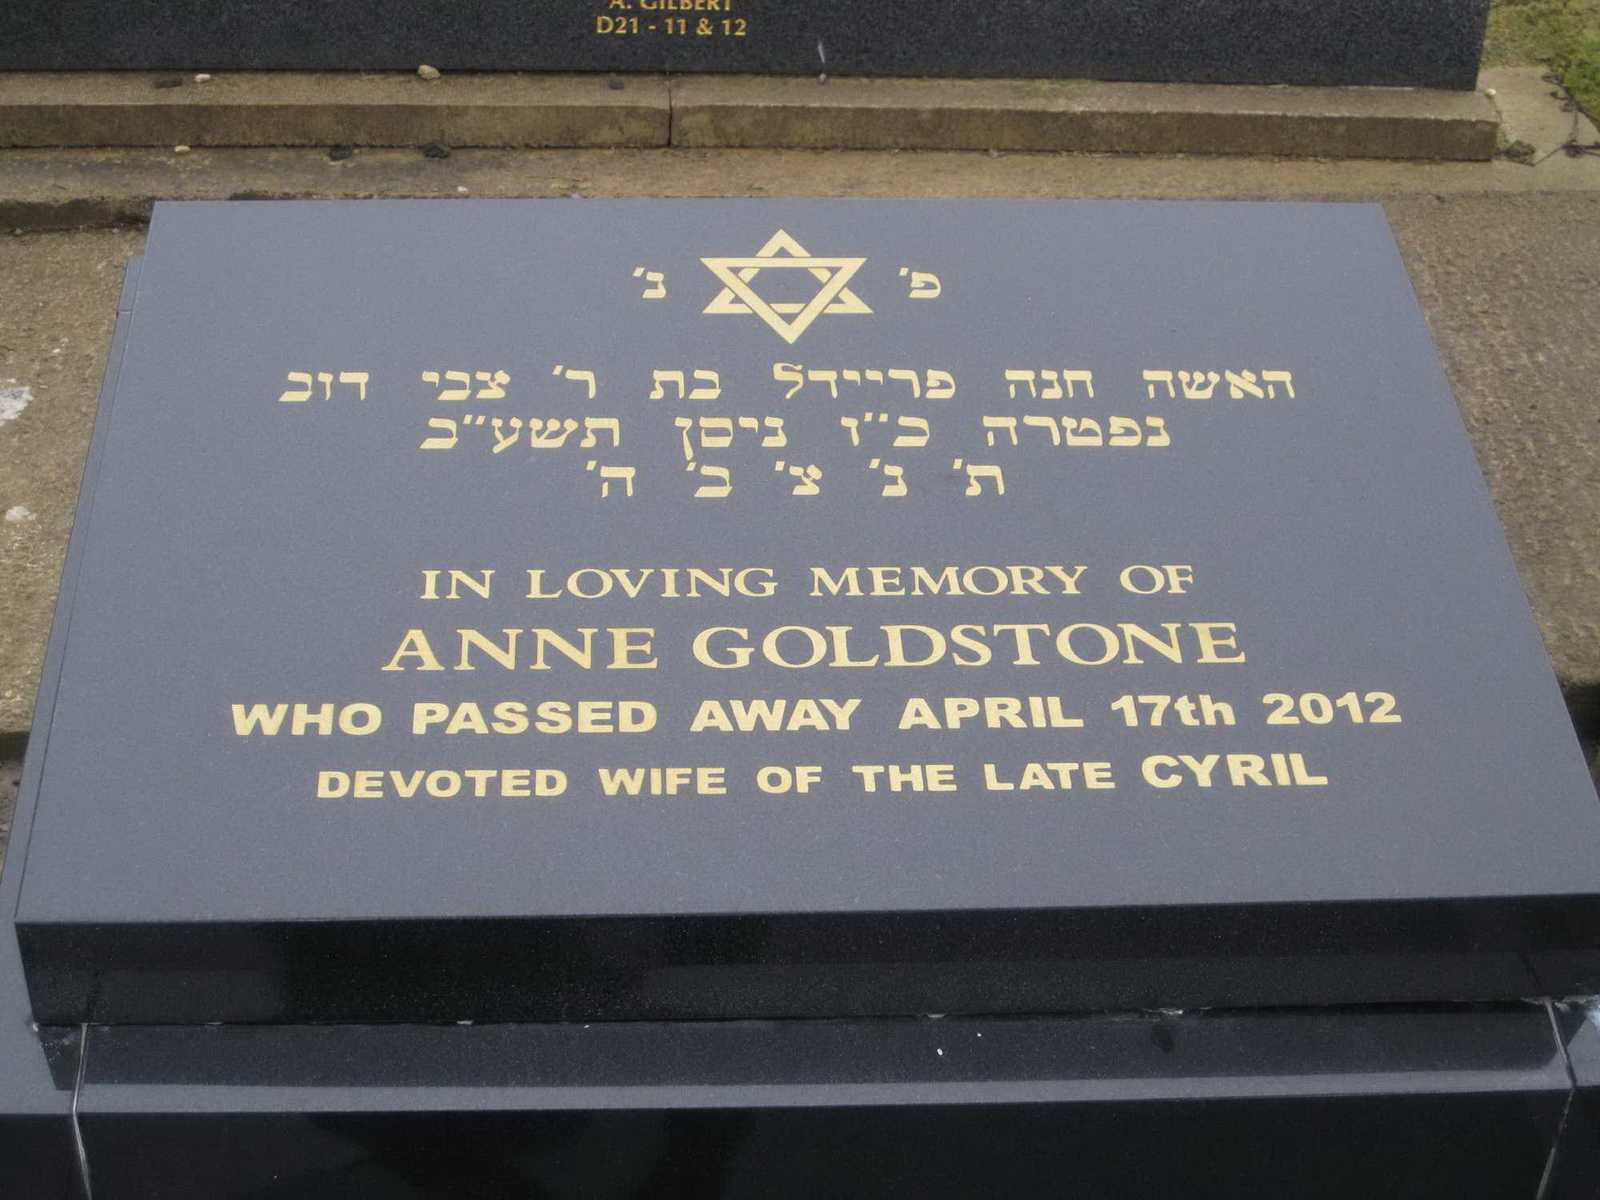 A. GILBERT
D21 - 11 & 12
פ' נ'
האשה חנה פריידל בת ר' צבי דוב
נפטרה כ"ו ניסן תשע"ב
ת' נ' צ' ב' ה'
IN LOVING MEMORY OF
ANNE GOLDSTONE
WHO PASSED AWAY APRIL 17th 2012
DEVOTED WIFE OF THE LATE CYRIL